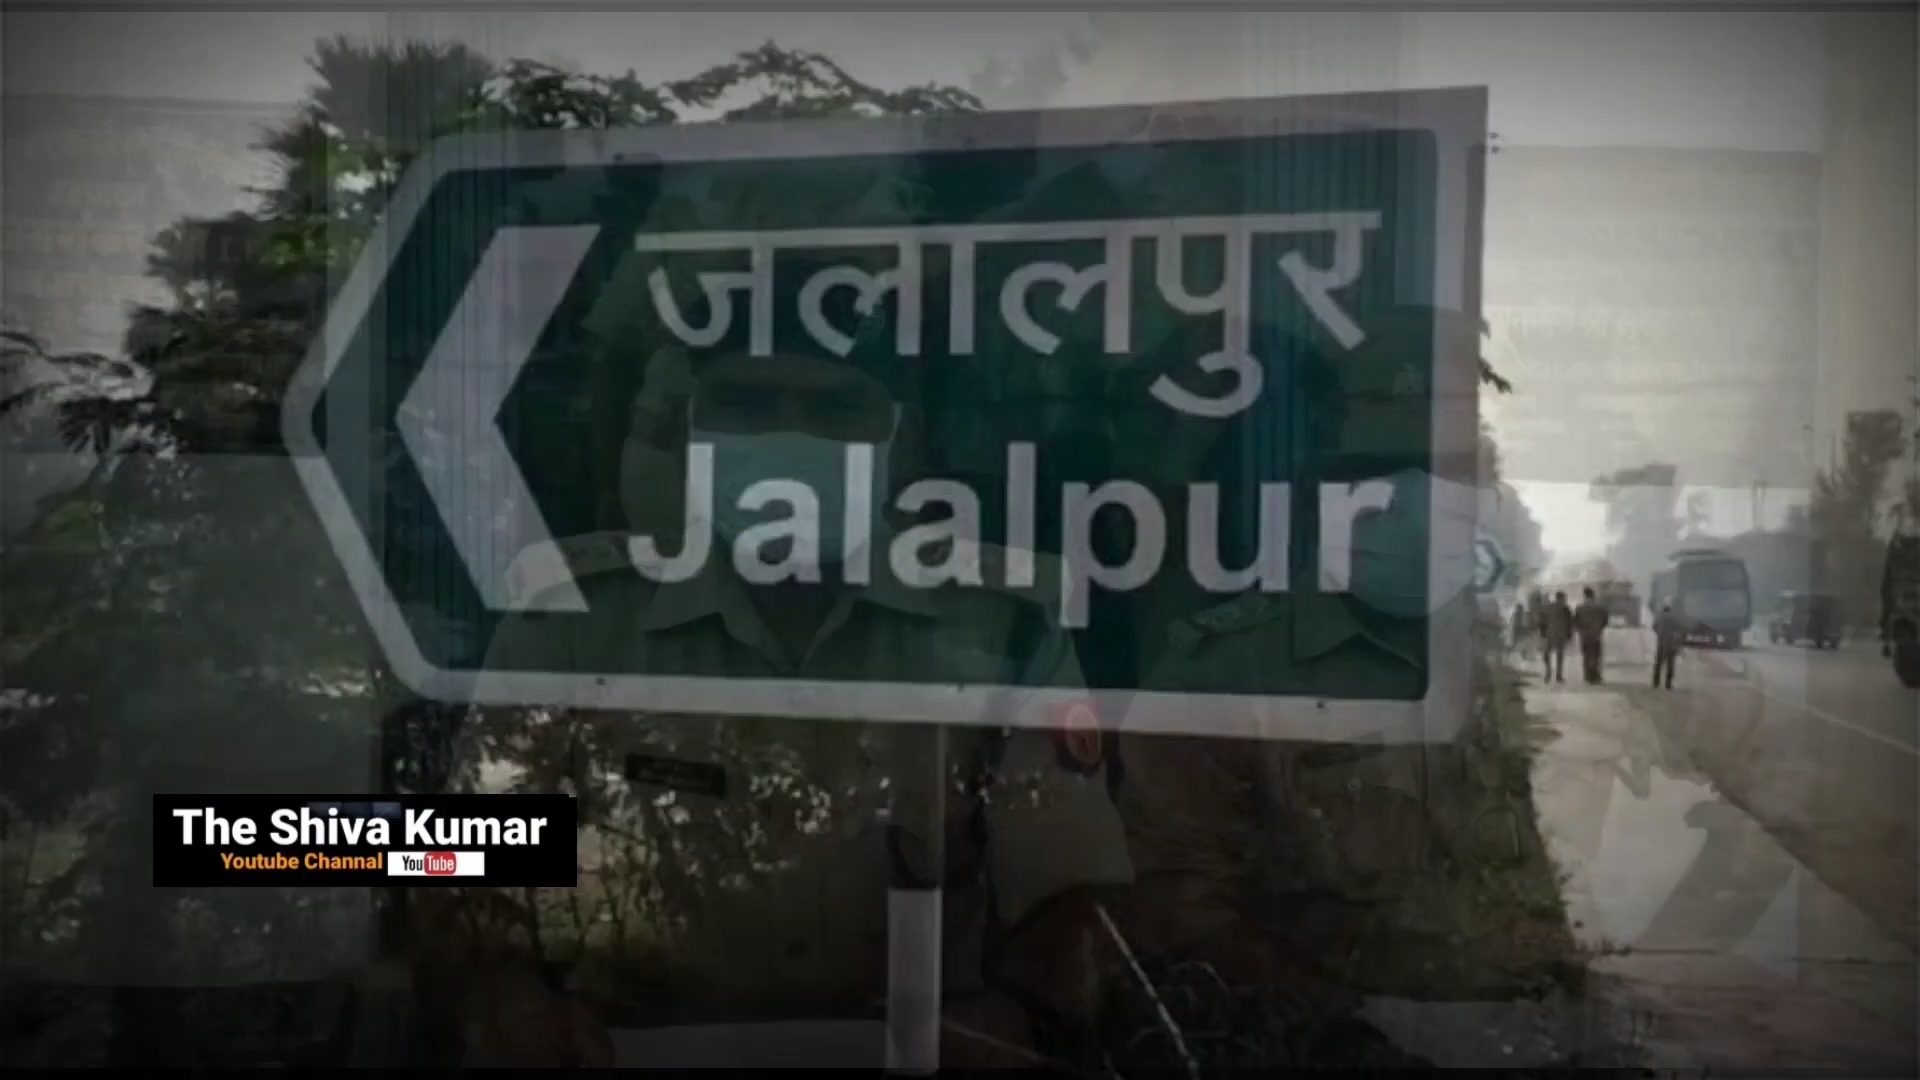 जलालपुर
Jalalpur
The Shiva Kumar
Youtube Channal YouTube